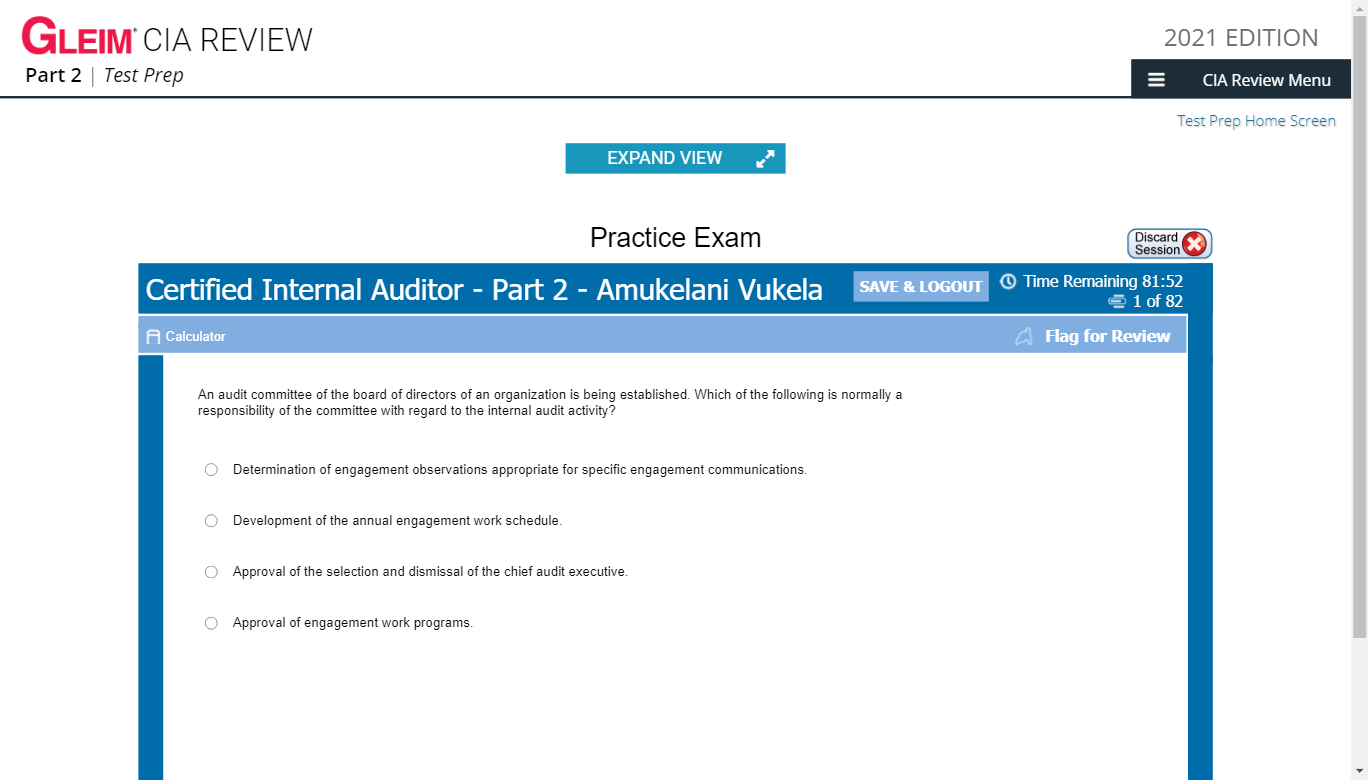 GLEIM® CIA REVIEW
2021 EDITION
Part 2 | Test Prep
CIA Review Menu
Test Prep Home Screen
EXPAND VIEW
Practice Exam
Discard
Session
Certified Internal Auditor - Part 2 - Amukelani Vukela
SAVE & LOGOUT
Time Remaining 81:52
1 of 82
Calculator
Flag for Review
An audit committee of the board of directors of an organization is being established. Which of the following is normally a
responsibility of the committee with regard to the internal audit activity?
Determination of engagement observations appropriate for specific engagement communications.
Development of the annual engagement work schedule.
Approval of the selection and dismissal of the chief audit executive.
Approval of engagement work programs.